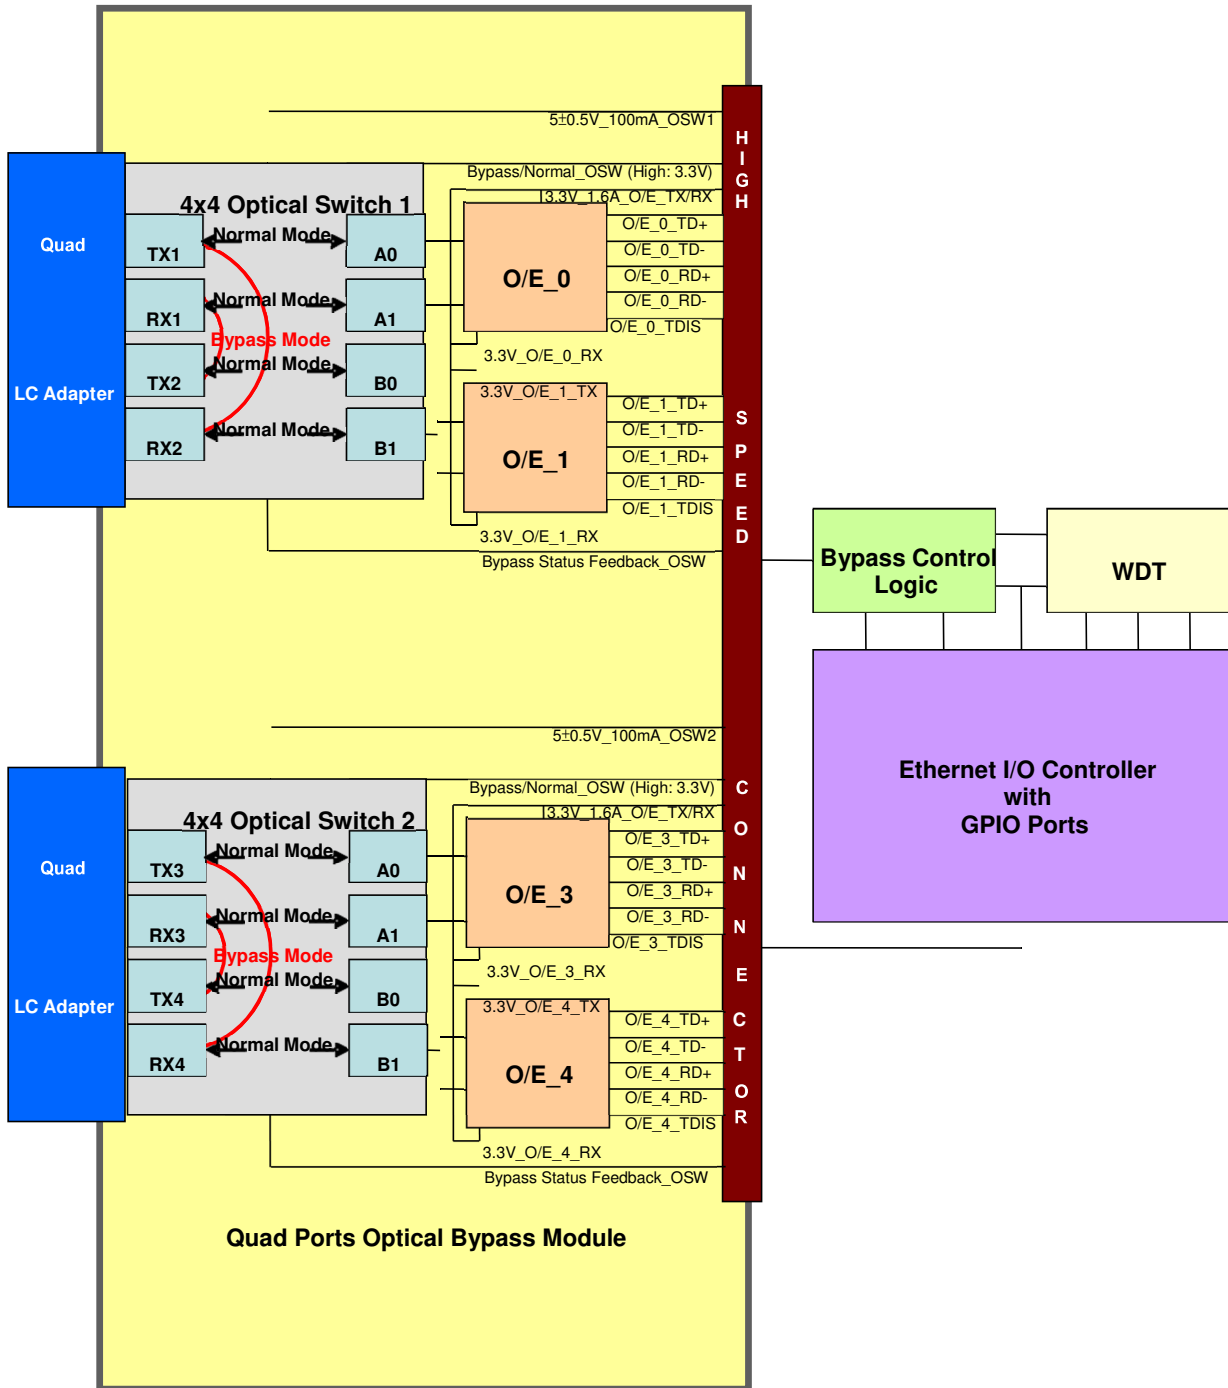 5±0.5V_100mA_OSW1
Bypass/Normal_OSW (High: 3.3V)
3.3V_1.6A_O/E_TX/RX
4x4 Optical Switch 1
Quad
LC Adapter
TX1
Normal Mode
A0
RX1
Normal Mode
A1
Bypass Mode
TX2
Normal Mode
B0
RX2
Normal Mode
B1
O/E_0
O/E_0_TD+
O/E_0_TD-
O/E_0_RD+
O/E_0_RD-
O/E_0_TDIS
3.3V_O/E_0_RX
3.3V_O/E_1_TX
O/E_1
O/E_1_TD+
O/E_1_TD-
O/E_1_RD+
O/E_1_RD-
O/E_1_TDIS
3.3V_O/E_1_RX
Bypass Status Feedback_OSW
HIGH
SPEED
CONNECTOR
Bypass Control
Logic
WDT
Ethernet I/O Controller
with
GPIO Ports
5±0.5V_100mA_OSW2
Bypass/Normal_OSW (High: 3.3V)
3.3V_1.6A_O/E_TX/RX
4x4 Optical Switch 2
Quad
LC Adapter
TX3
Normal Mode
A0
RX3
Normal Mode
A1
Bypass Mode
TX4
Normal Mode
B0
RX4
Normal Mode
B1
O/E_3
O/E_3_TD+
O/E_3_TD-
O/E_3_RD+
O/E_3_RD-
O/E_3_TDIS
3.3V_O/E_3_RX
3.3V_O/E_4_TX
O/E_4
O/E_4_TD+
O/E_4_TD-
O/E_4_RD+
O/E_4_RD-
O/E_4_TDIS
3.3V_O/E_4_RX
Bypass Status Feedback_OSW
Quad Ports Optical Bypass Module